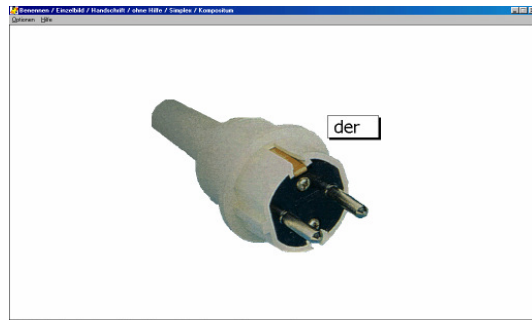 Benennen / Einzelbild / Handschrift / ohne Hilfe / Simplex / Kompositum
Optionen Hilfe
der